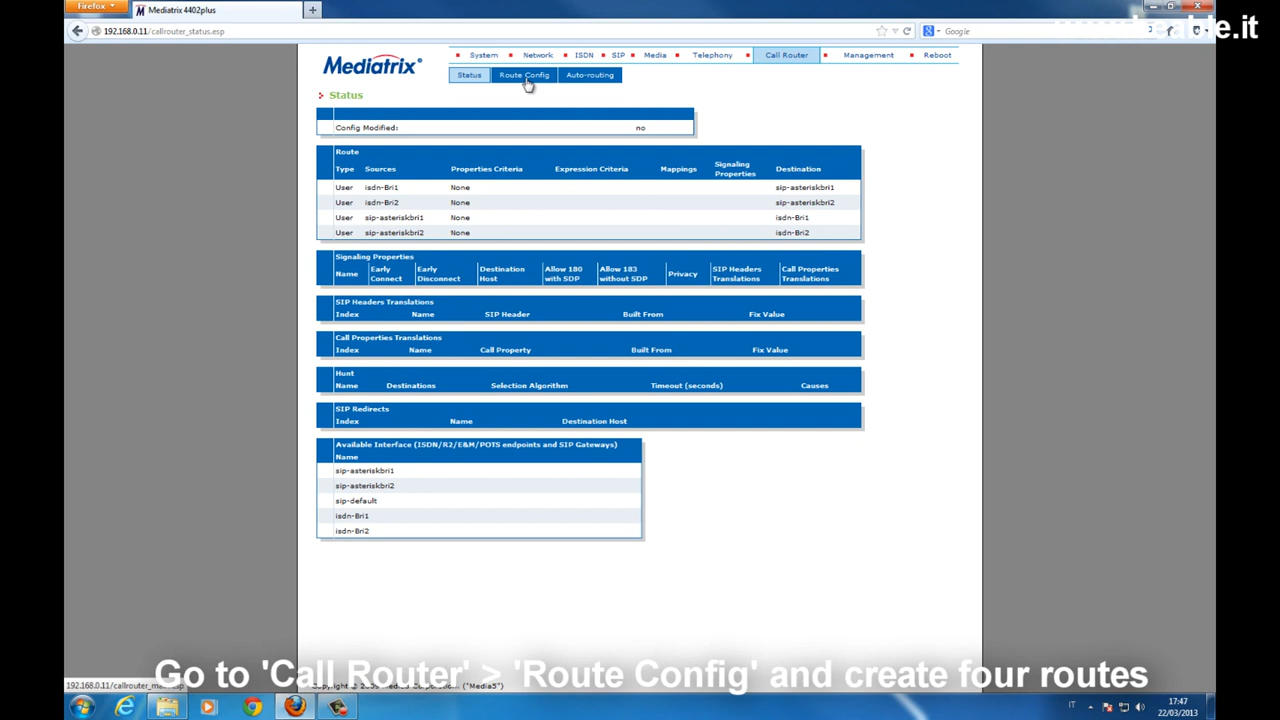 Firefox
Mediatrix 4402plus
192.168.0.11/callrouter_status.esp
Google
Mediatrix
System Network ISDN SIP Media Telephony Call Router Management Reboot
Status Route Config Auto-routing
Status
Config Modified: no
Route
Type Sources Properties Criteria Expression Criteria Mappings Signaling Properties Destination
User isdn-Bri1 None sip-asteriskbri1
User isdn-Bri2 None sip-asteriskbri2
User sip-asteriskbri1 None isdn-Bri1
User sip-asteriskbri2 None isdn-Bri2
Signaling Properties
Name Early Connect Early Disconnect Destination Host Allow 180 with SDP Allow 183 without SDP Privacy SIP Headers Translations Call Properties Translations
SIP Headers Translations
Index Name SIP Header Built From Fix Value
Call Properties Translations
Index Name Call Property Built From Fix Value
Hunt
Name Destinations Selection Algorithm Timeout (seconds) Causes
SIP Redirects
Index Name Destination Host
Available Interface (ISDN/R2/E&M/POTS endpoints and SIP Gateways)
Name
sip-asteriskbri1
sip-asteriskbri2
sip-default
isdn-Bri1
isdn-Bri2
Go to 'Call Router' > 'Route Config' and create four routes
IT
17:47
22/03/2013